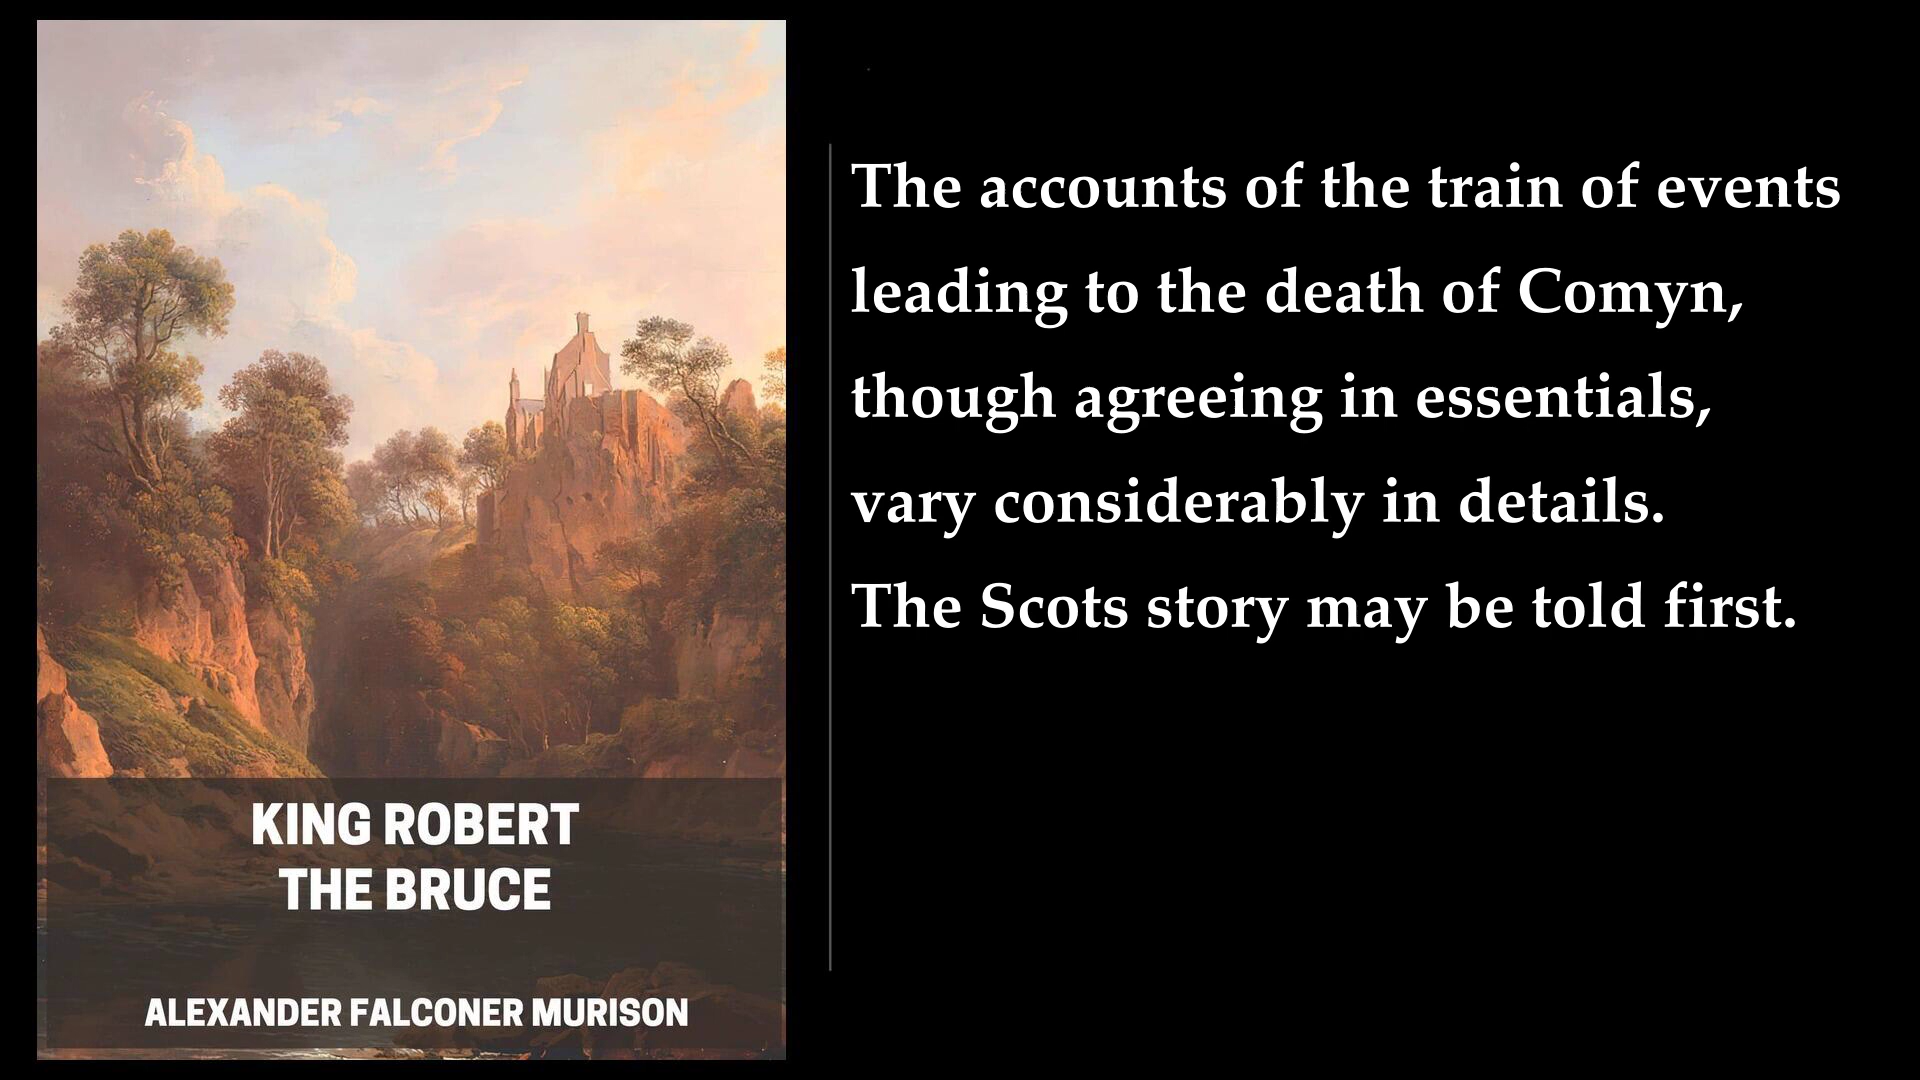 KING ROBERT
THE BRUCE
ALEXANDER FALCONER MURISON
The accounts of the train of events
leading to the death of Comyn,
though agreeing in essentials,
vary considerably in details.
The Scots story may be told first.